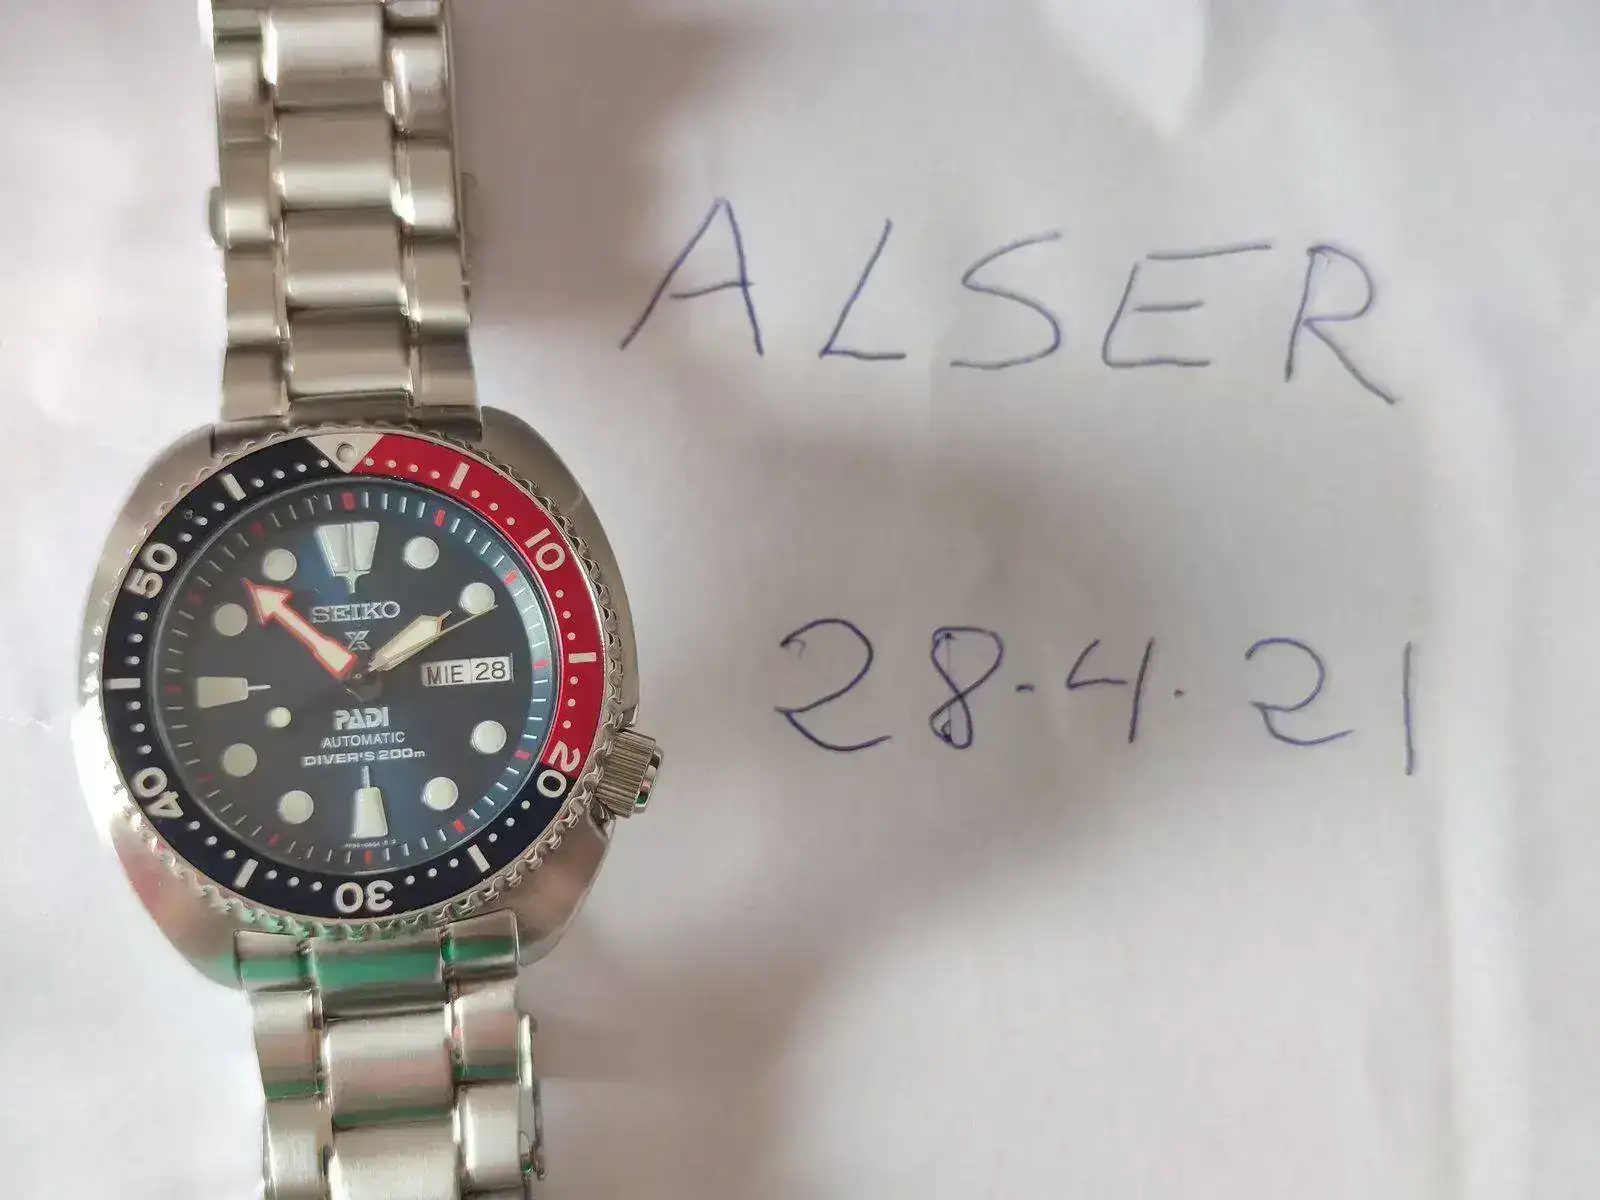 ALSER
28-4.21
50
10
SEIKO
X
MIE 28
PADI
AUTOMATIC
DIVER'S 200m
20
40
30